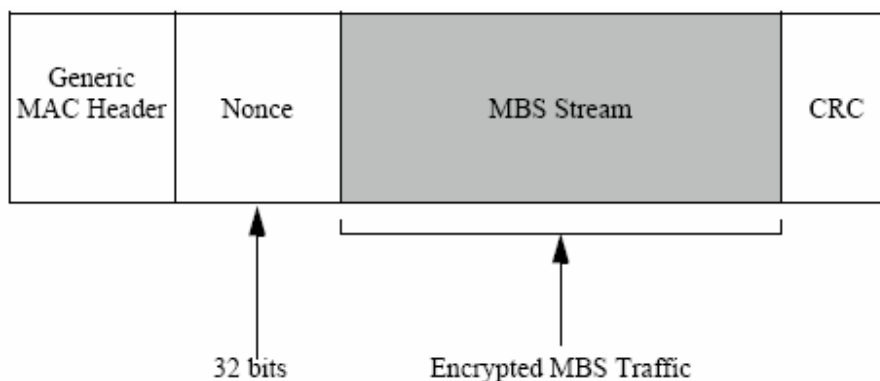 Generic
MAC Header
Nonce
MBS Stream
CRC
32 bits
Encrypted MBS Traffic